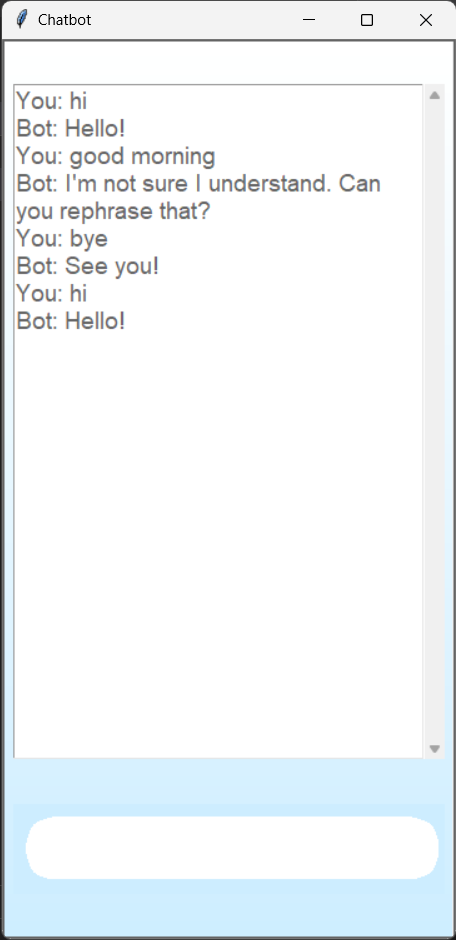 Chatbot
You: hi
Bot: Hello!
You: good morning
Bot: I'm not sure I understand. Can
you rephrase that?
You: bye
Bot: See you!
You: hi
Bot: Hello!